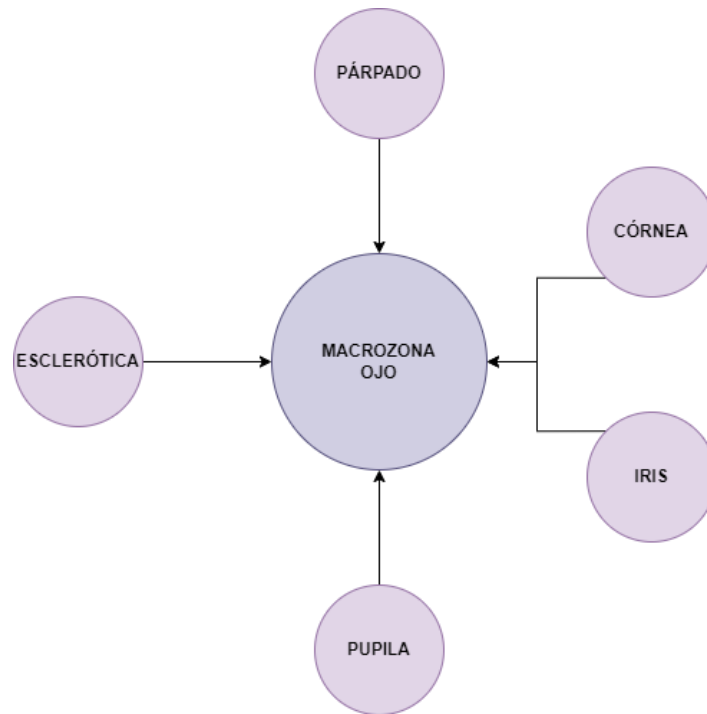 PÁRPADO
CÓRNEA
ESCLERÓTICA
MACROZONA
OJO
IRIS
PUPILA